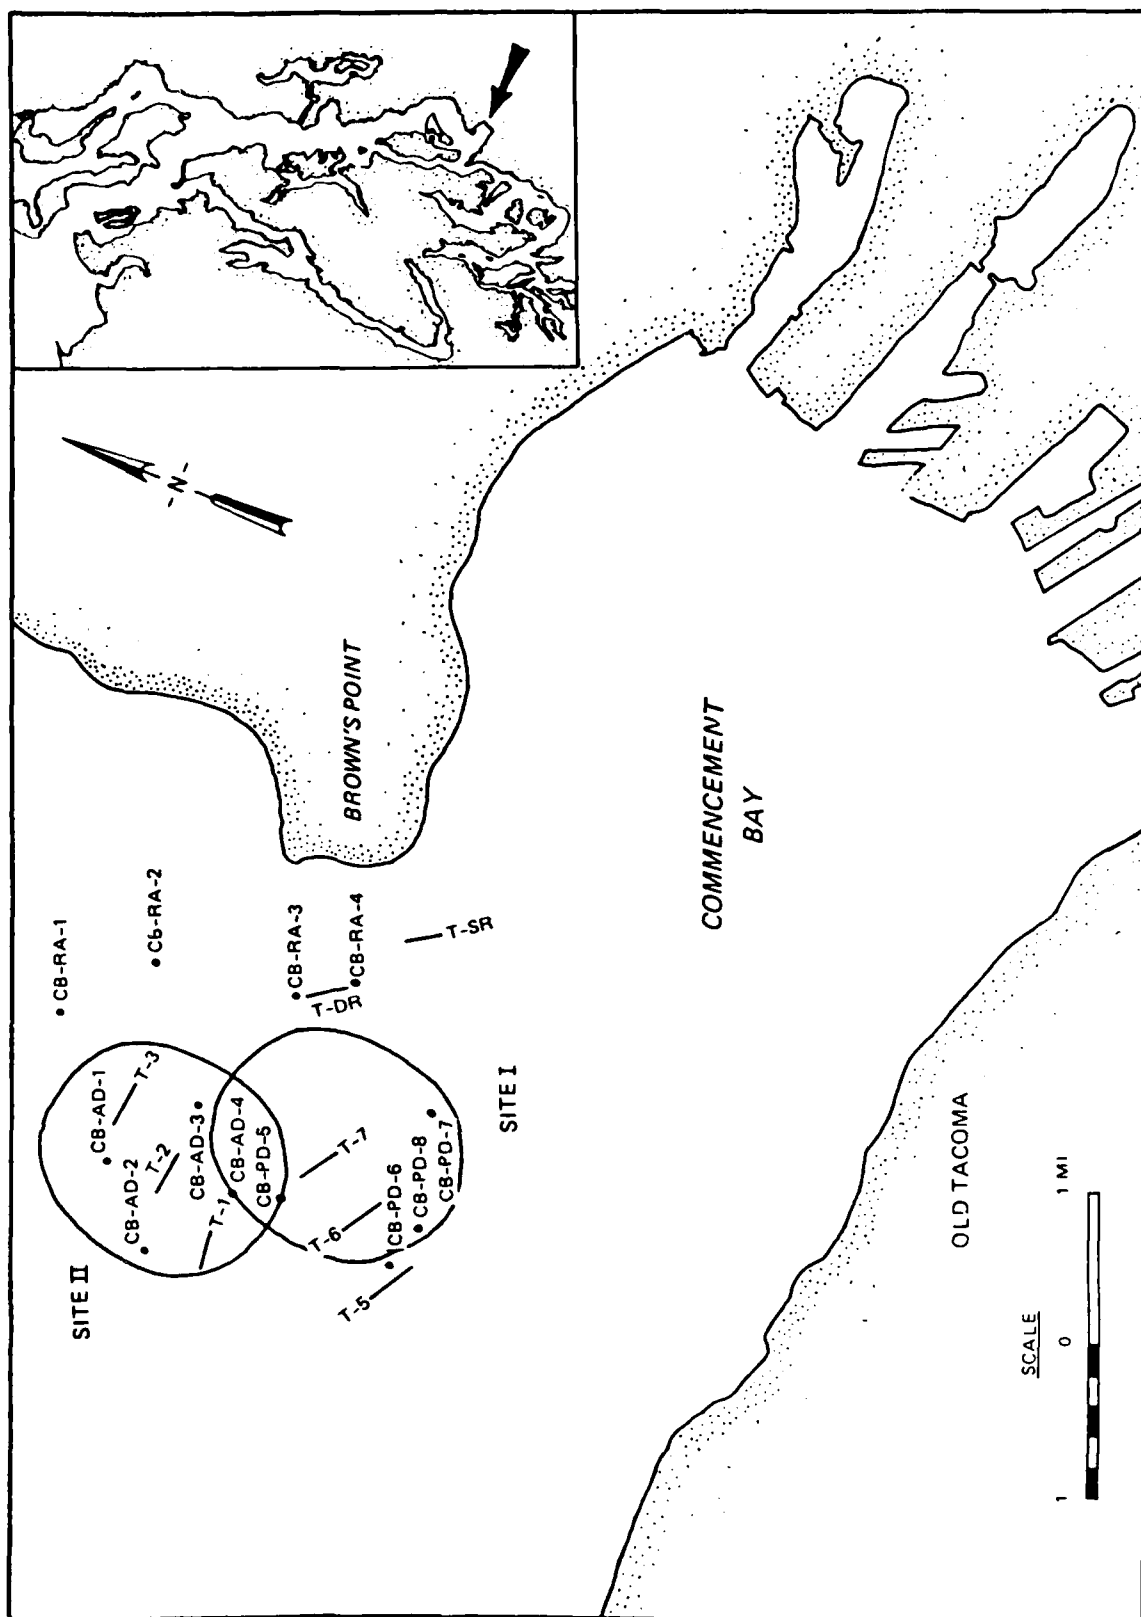 -N-
BROWN'S POINT
COMMENCEMENT
BAY
OLD TACOMA
CB-RA-1
Cb-RA-2
CB-RA-3
CB-RA-4
T-DR
T-SR
SITE II
CB-AD-1
CB-AD-2
T-3
T-2
T-1
CB-AD-3
CB-AD-4
CB-PD-5
SITE I
T-7
T-6
T-5
CB-PD-6
CB-PD-8
CB-PD-7
SCALE
1 0 1 MI